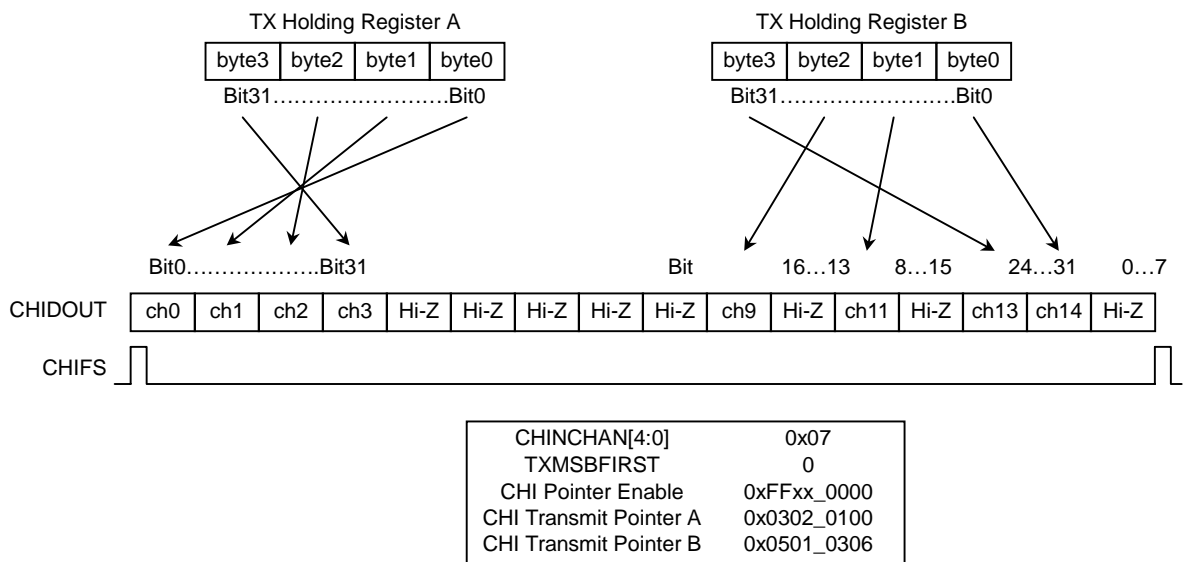 TX Holding Register A TX Holding Register B
byte3 byte2 byte1 byte0 byte3 byte2 byte1 byte0
Bit31……………………Bit0 Bit31……………………Bit0
Bit0………………Bit31 Bit 16…13 8…15 24…31 0…7
CHIDOUT ch0 ch1 ch2 ch3 Hi-Z Hi-Z Hi-Z Hi-Z Hi-Z ch9 Hi-Z ch11 Hi-Z ch13 ch14 Hi-Z
CHIFS
CHINCHAN[4:0] 0x07
TXMSBFIRST 0
CHI Pointer Enable 0xFFxx_0000
CHI Transmit Pointer A 0x0302_0100
CHI Transmit Pointer B 0x0501_0306